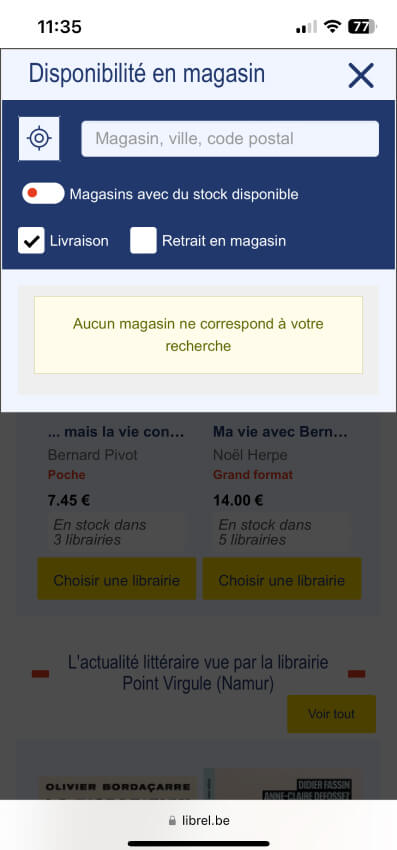 11:35
77
Disponibilité en magasin
Magasin, ville, code postal
Magasins avec du stock disponible
Livraison
Retrait en magasin
Aucun magasin ne correspond à votre
recherche
... mais la vie con...
Bernard Pivot
Poche
7.45 €
En stock dans
3 librairies
Choisir une librairie
Ma vie avec Bern...
Noël Herpe
Grand format
14.00 €
En stock dans
5 librairies
Choisir une librairie
L'actualité littéraire vue par la librairie
Point Virgule (Namur)
Voir tout
OLIVIER BORDAÇARRE
DIDIER FASSIN
ANNE-CLAIRE DEFOSSEZ
librel.be